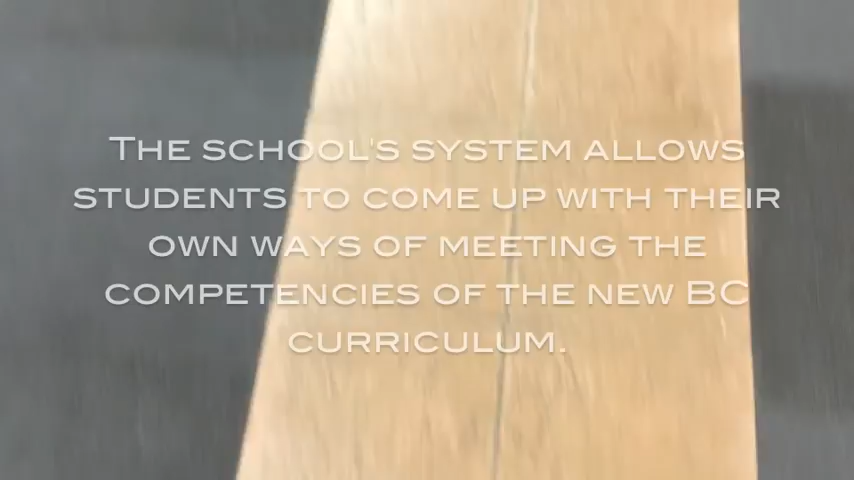 The school's system allows
students to come up with their
own ways of meeting the
competencies of the new BC
curriculum.